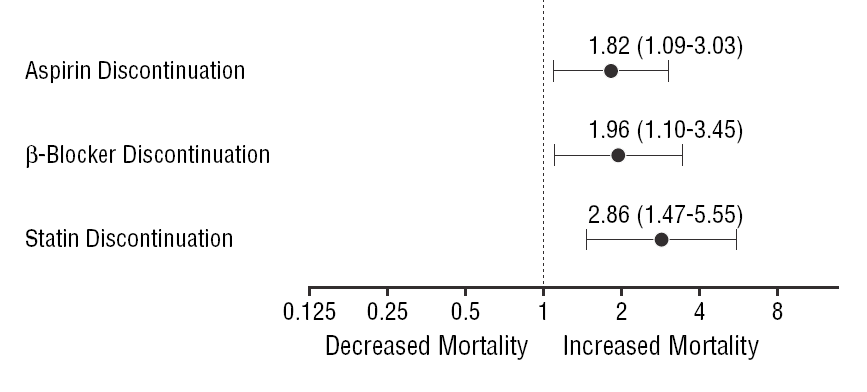 1.82 (1.09-3.03)
Aspirin Discontinuation
1.96 (1.10-3.45)
β-Blocker Discontinuation
2.86 (1.47-5.55)
Statin Discontinuation
0.125 0.25 0.5 1 2 4 8
Decreased Mortality Increased Mortality